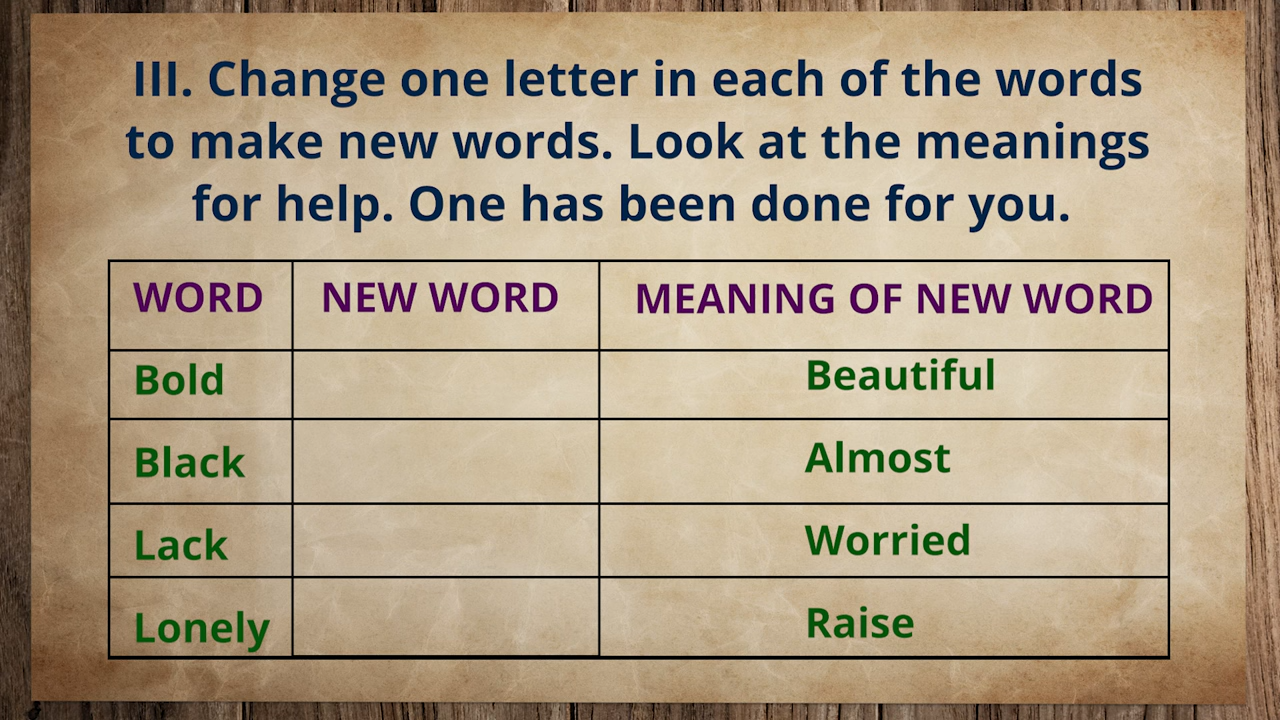 III. Change one letter in each of the words
to make new words. Look at the meanings
for help. One has been done for you.
WORD NEW WORD MEANING OF NEW WORD
Bold Beautiful
Black Almost
Lack Worried
Lonely Raise